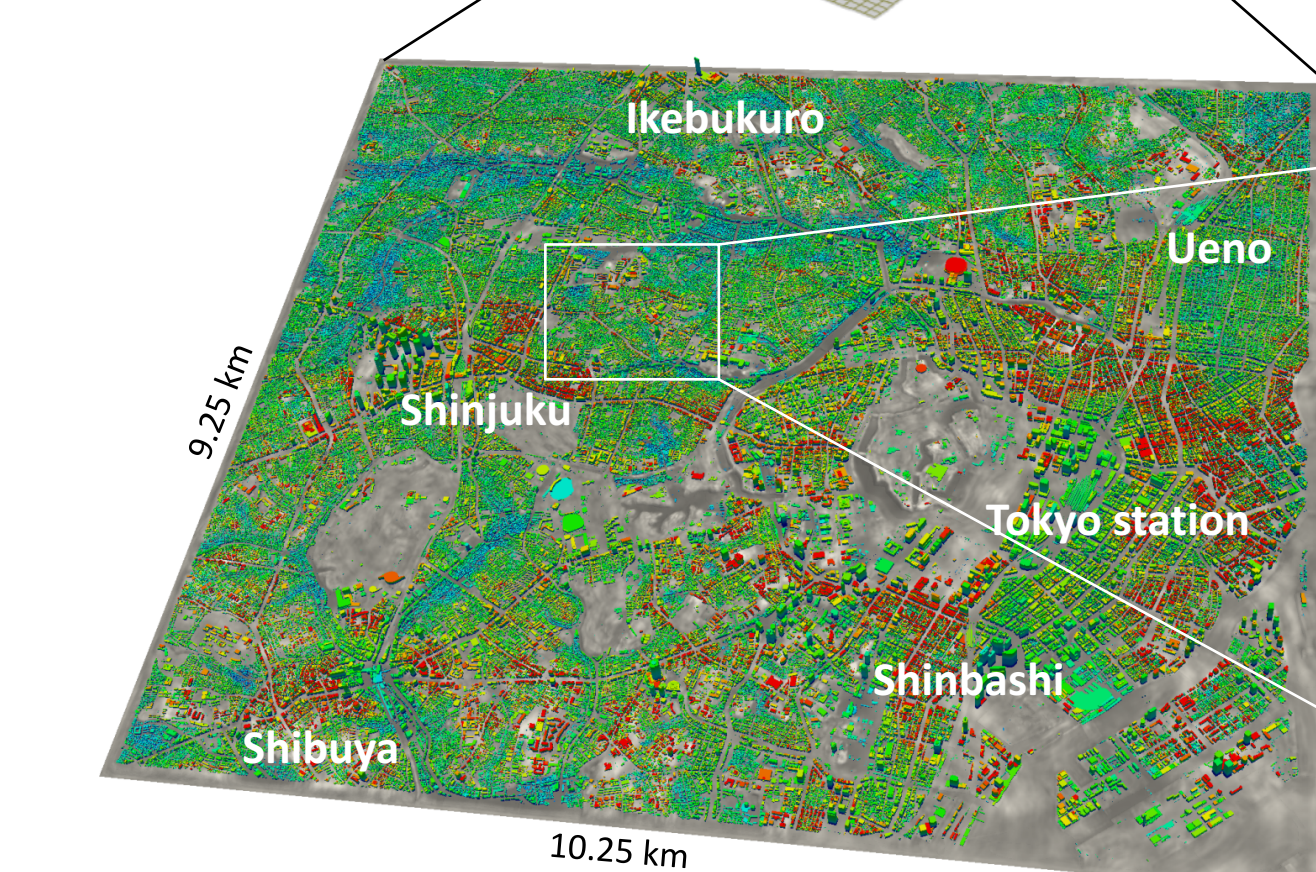 Ikebukuro
Ueno
9.25 km
Shinjuku
Tokyo station
Shinbashi
Shibuya
10.25 km